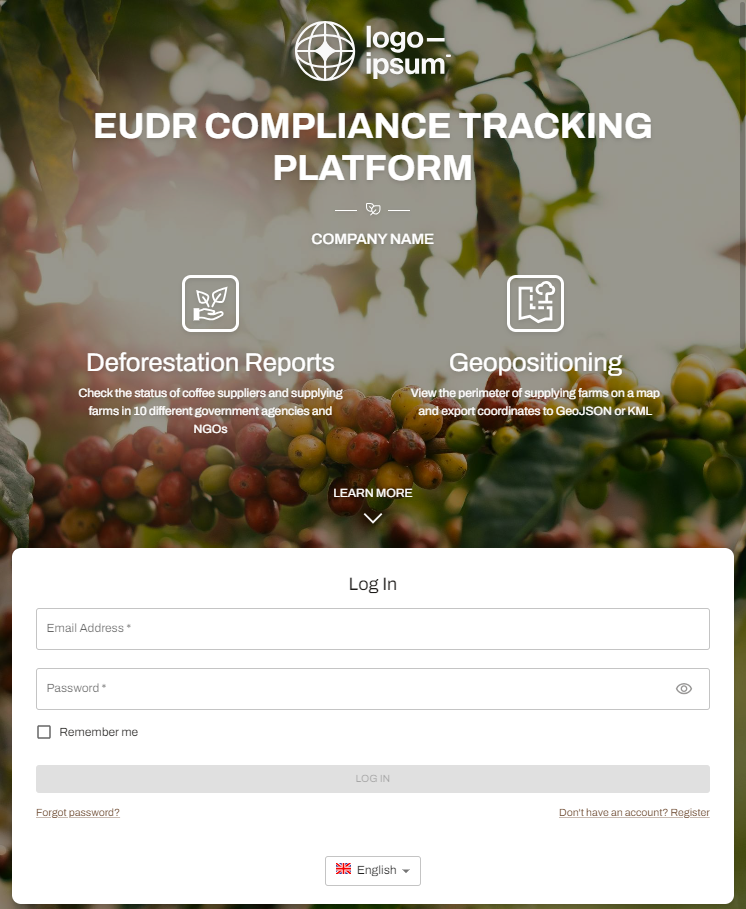 logo
ipsum
EUDR COMPLIANCE TRACKING
PLATFORM
COMPANY NAME
Deforestation Reports
Check the status of coffee suppliers and supplying
farms in 10 different government agencies and
NGOs
Geopositioning
View the perimeter of supplying farms on a map
and export coordinates to GeoJSON or KML
LEARN MORE
Log In
Email Address *
Password *
Remember me
LOG IN
Forgot password?
Don't have an account? Register
English